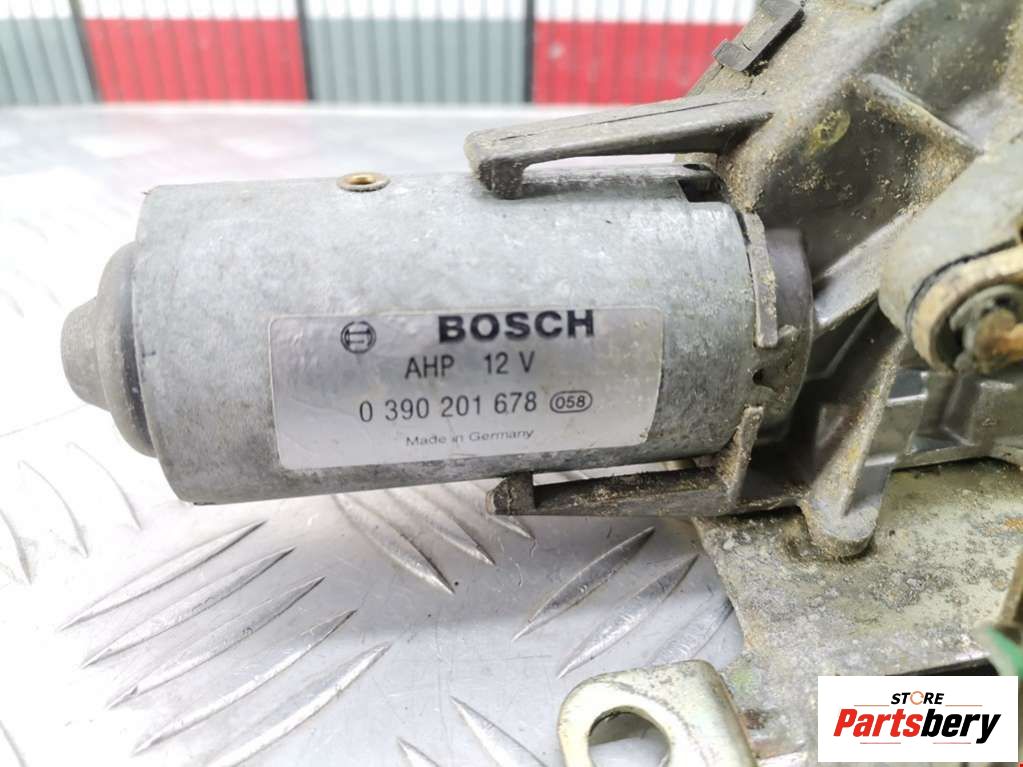 BOSCH
AHP 12 V
0 390 201 678 058
Made in Germany
STORE
Partsbery